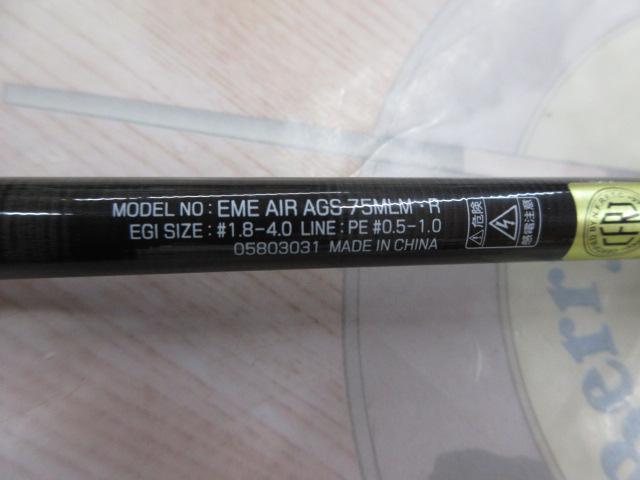 MODEL NO : EME AIR AGS 75MLM・R
EGI SIZE : #1.8-4.0 LINE : PE #0.5-1.0
05803031 MADE IN CHINA
危険
感電注意